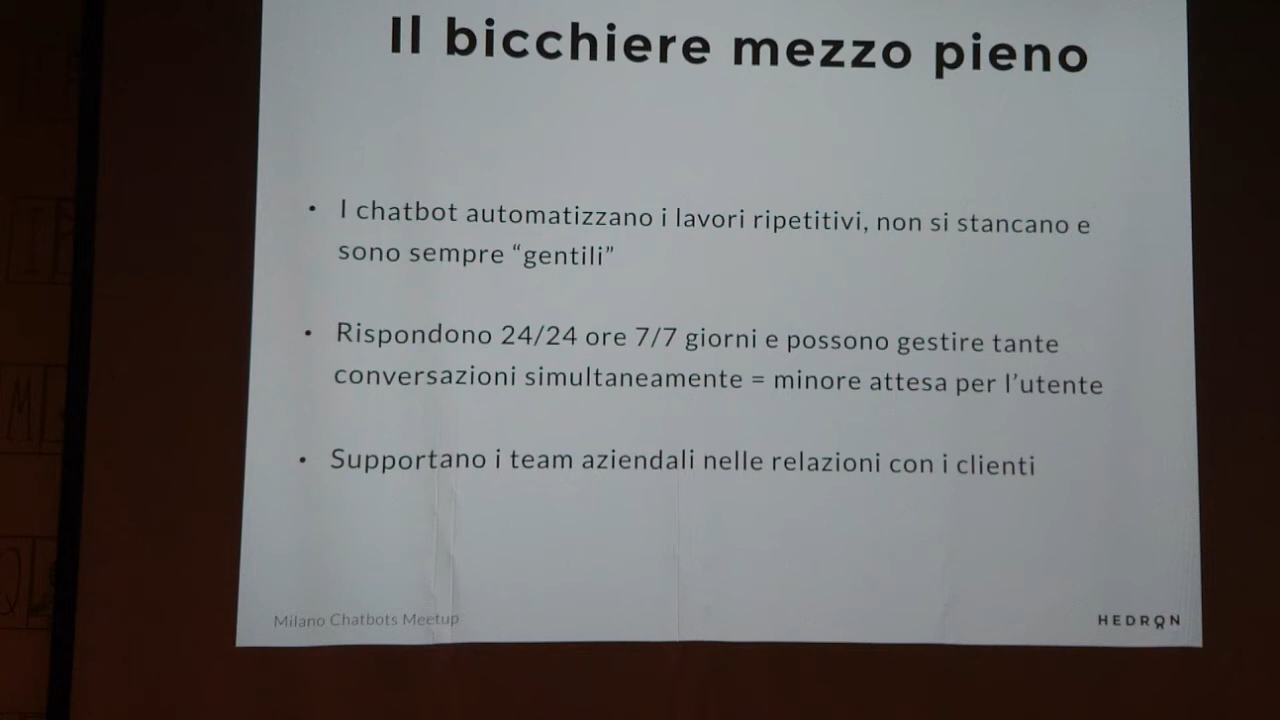 Il bicchiere mezzo pieno
• I chatbot automatizzano i lavori ripetitivi, non si stancano e
sono sempre “gentili”
• Rispondono 24/24 ore 7/7 giorni e possono gestire tante
conversazioni simultaneamente = minore attesa per l’utente
• Supportano i team aziendali nelle relazioni con i clienti
Milano Chatbots Meetup
HEDRON